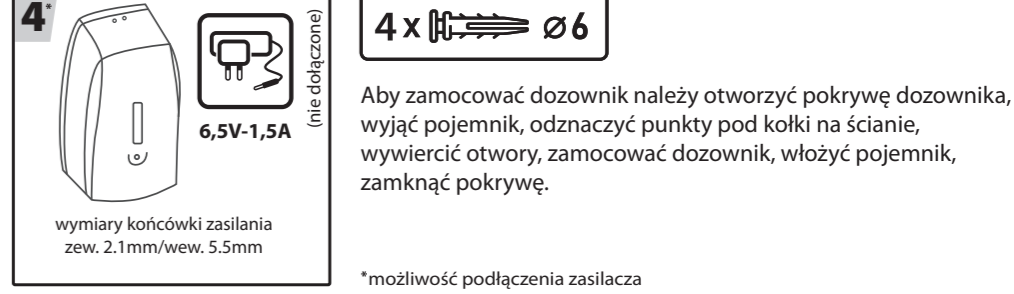 4*
(nie dołączone)
6,5V-1,5A
wymiary końcówki zasilania
zew. 2.1mm/wew. 5.5mm
4 x ⌀6
Aby zamocować dozownik należy otworzyć pokrywę dozownika,
wyjąć pojemnik, odznaczyć punkty pod kołki na ścianie,
wywiercić otwory, zamocować dozownik, włożyć pojemnik,
zamknąć pokrywę.
*możliwość podłączenia zasilacza